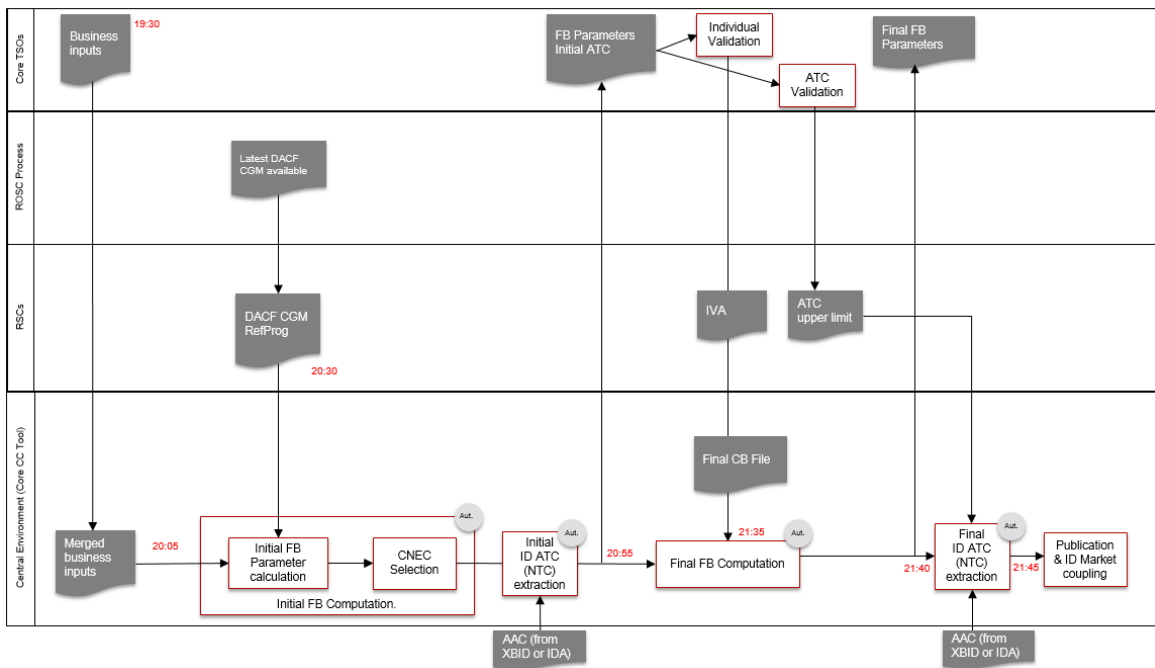 Core TSOs
Business
inputs
19:30
FB Parameters
Initial ATC
Individual
Validation
ATC
Validation
Final FB
Parameters
ROSC Process
Latest DACF
CGM available
RSCs
DACF CGM
RefProg
20:30
IVA
ATC
upper limit
Central Environment (Core CC Tool)
Final CB File
Merged
business
inputs
20:05
Aut.
Initial FB
Parameter
calculation
CNEC
Selection
Initial FB Computation.
Aut.
Initial
ID ATC
(NTC)
extraction
20:55
21:35
Aut.
Final FB Computation
21:40
Aut.
Final
ID ATC
(NTC)
extraction
21:45
Publication
& ID Market
coupling
AAC (from
XBID or IDA)
AAC (from
XBID or IDA)